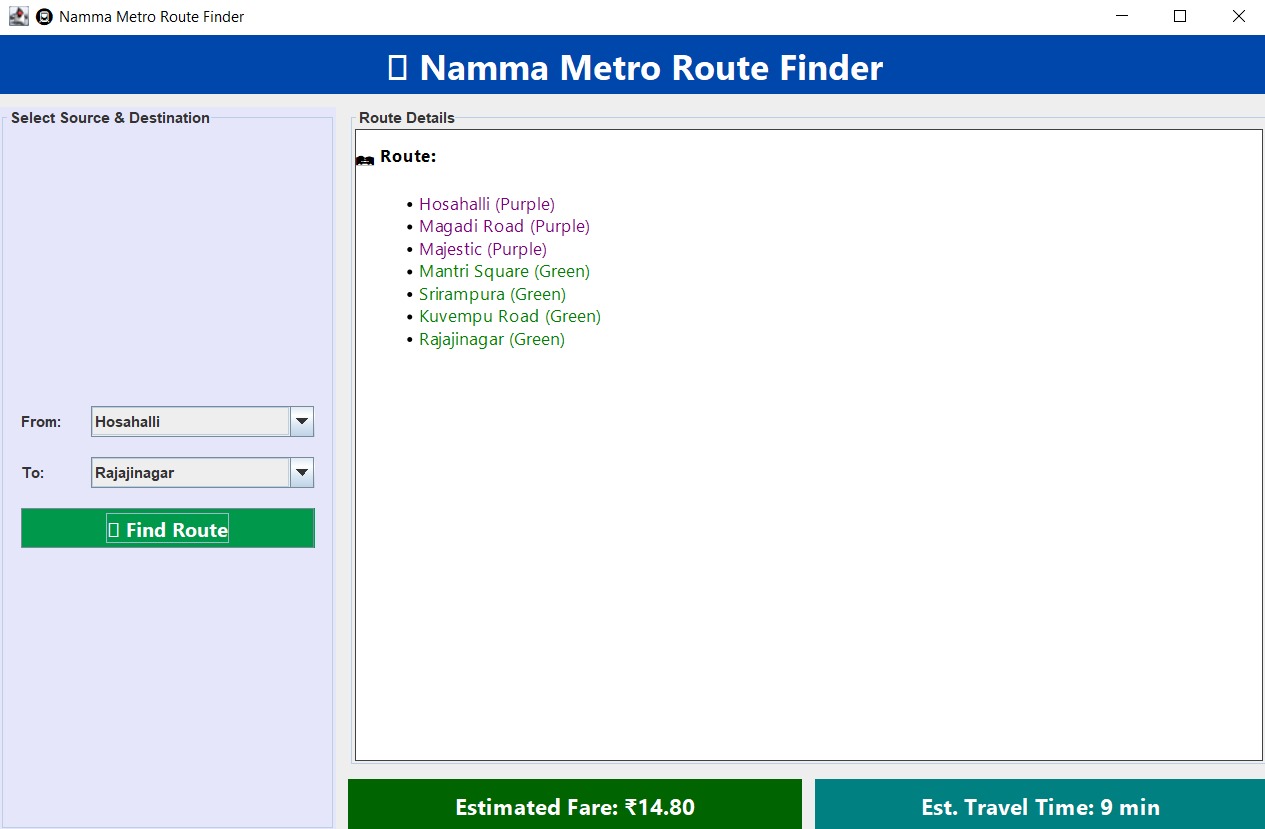 Namma Metro Route Finder
Namma Metro Route Finder
Select Source & Destination
From: Hosahalli
To: Rajajinagar
Find Route
Route Details
Route:
• Hosahalli (Purple)
• Magadi Road (Purple)
• Majestic (Purple)
• Mantri Square (Green)
• Srirampura (Green)
• Kuvempu Road (Green)
• Rajajinagar (Green)
Estimated Fare: ₹14.80
Est. Travel Time: 9 min